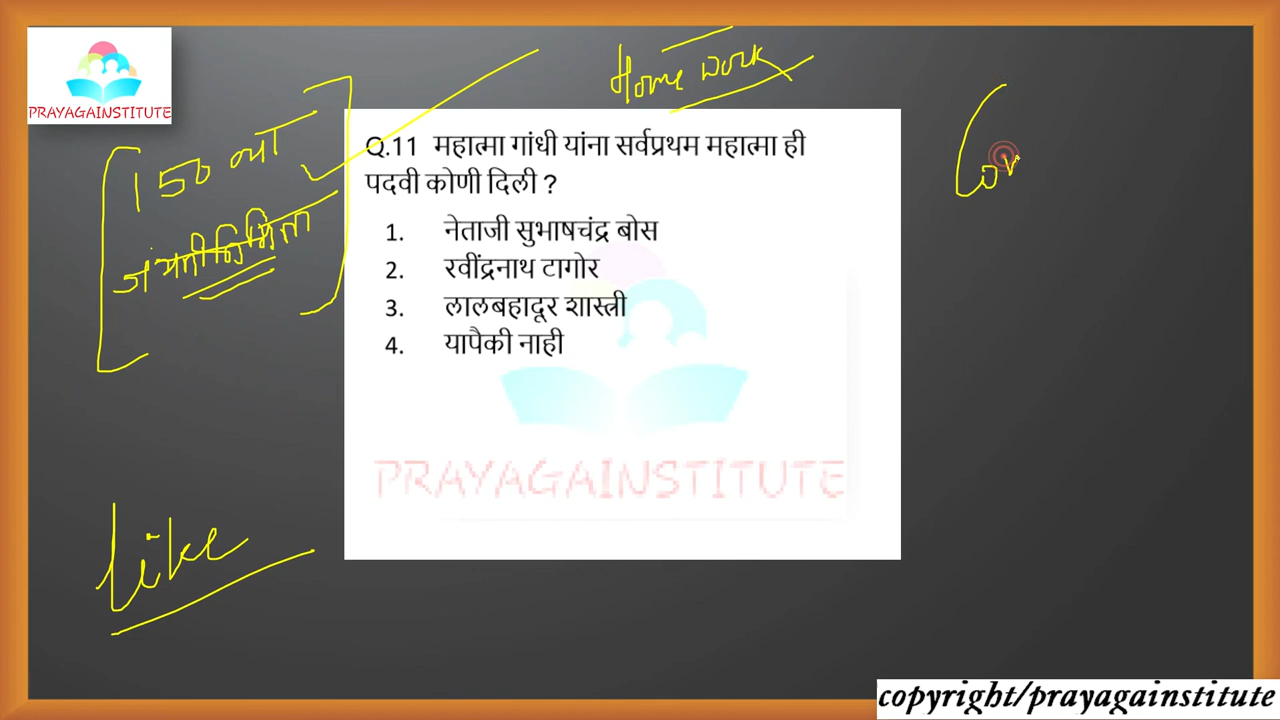 PRAYAGAINSTITUTE
Home work
150 व्या
जयंतीनिमित्त
Q.11 महात्मा गांधी यांना सर्वप्रथम महात्मा ही
पदवी कोणी दिली ?
1. नेताजी सुभाषचंद्र बोस
2. रवींद्रनाथ टागोर
3. लालबहादूर शास्त्री
4. यापैकी नाही
PRAYAGAINSTITUTE
Like
copyright/prayagainstitute